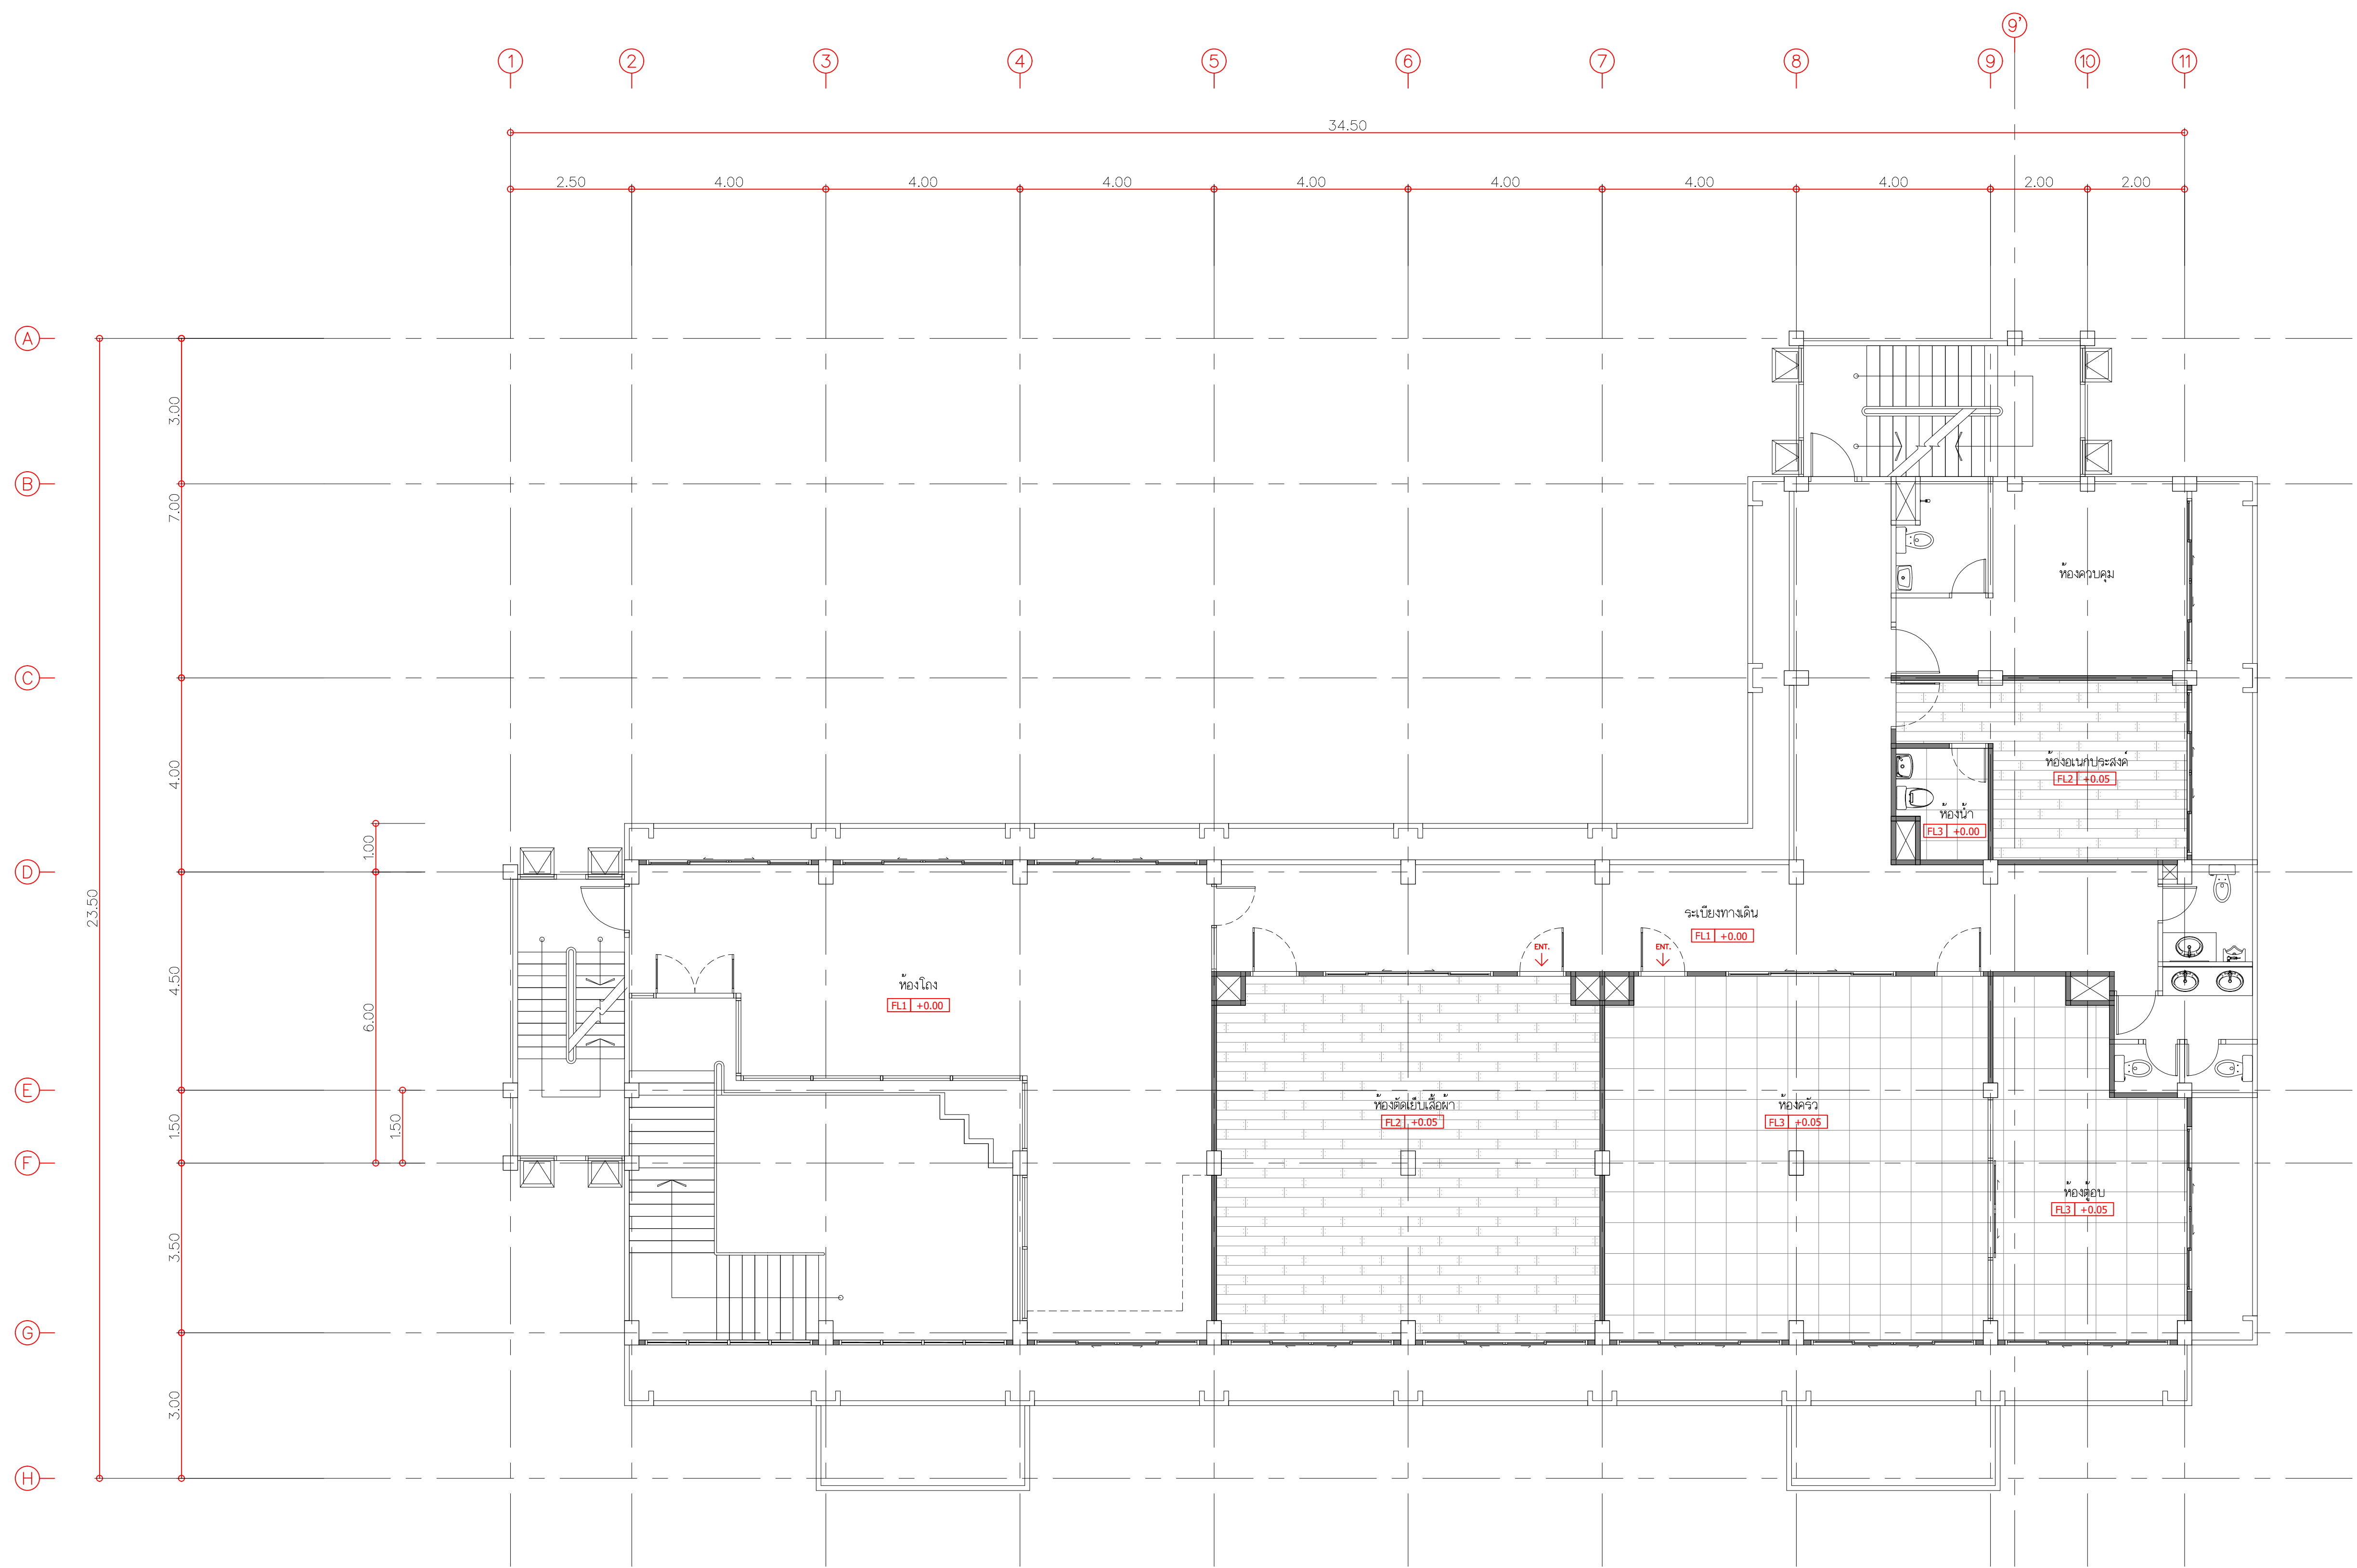 9'
1 2 3 4 5 6 7 8 9 10 11
34.50
2.50 4.00 4.00 4.00 4.00 4.00 4.00 4.00 2.00 2.00
A
3.00
B
7.00
ห้องควบคุม
C
4.00
ห้องอเนกประสงค์
FL2 +0.05
ห้องน้ำ
FL3 +0.00
1.00
D
23.50
ระเบียงทางเดิน
FL1 +0.00
ENT. ENT.
4.50
ห้องโถง
FL1 +0.00
6.00
E
ห้องตัดเย็บเสื้อผ้า
FL2 +0.05
ห้องครัว
FL3 +0.05
1.50 1.50
F
ห้องตู้อบ
FL3 +0.05
3.50
G
3.00
H